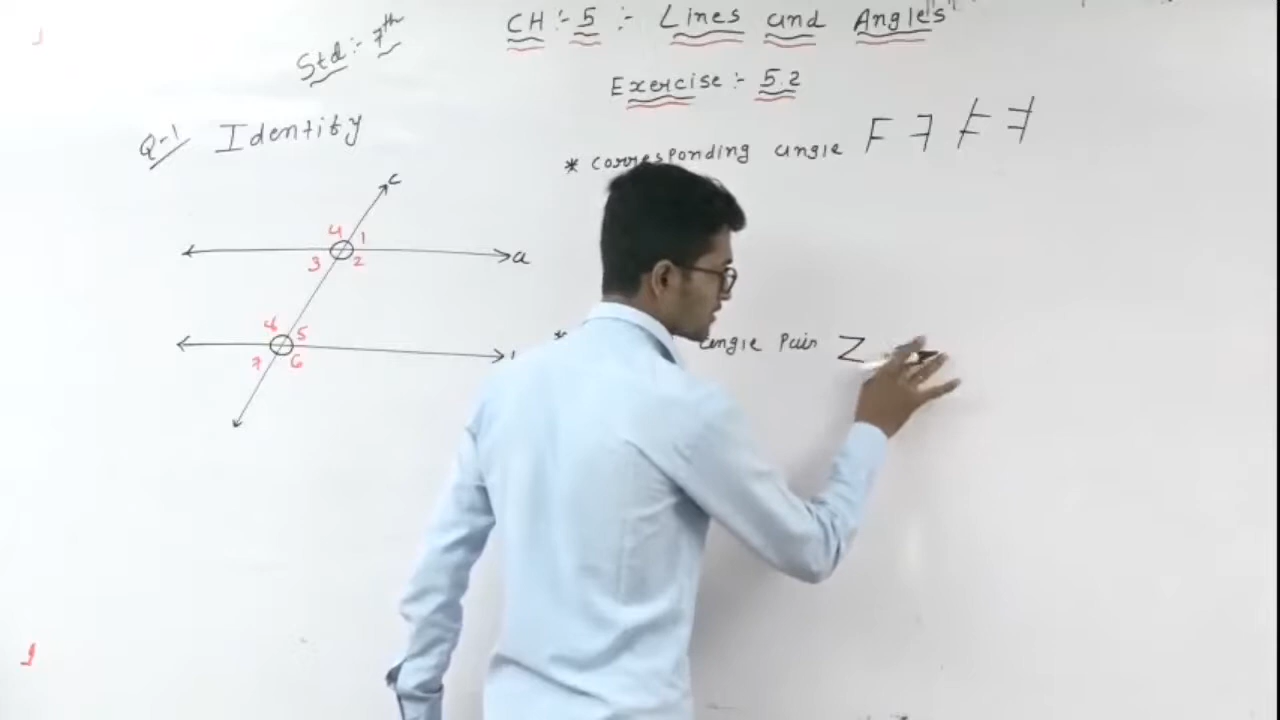 CH:- 5 :- Lines and Angles
Std:- 7th
Exercise:- 5.2
Q-1 Identity
* corresponding angle F
c
4 1
3 2
a
* angle Pair Z
4 5
7 6